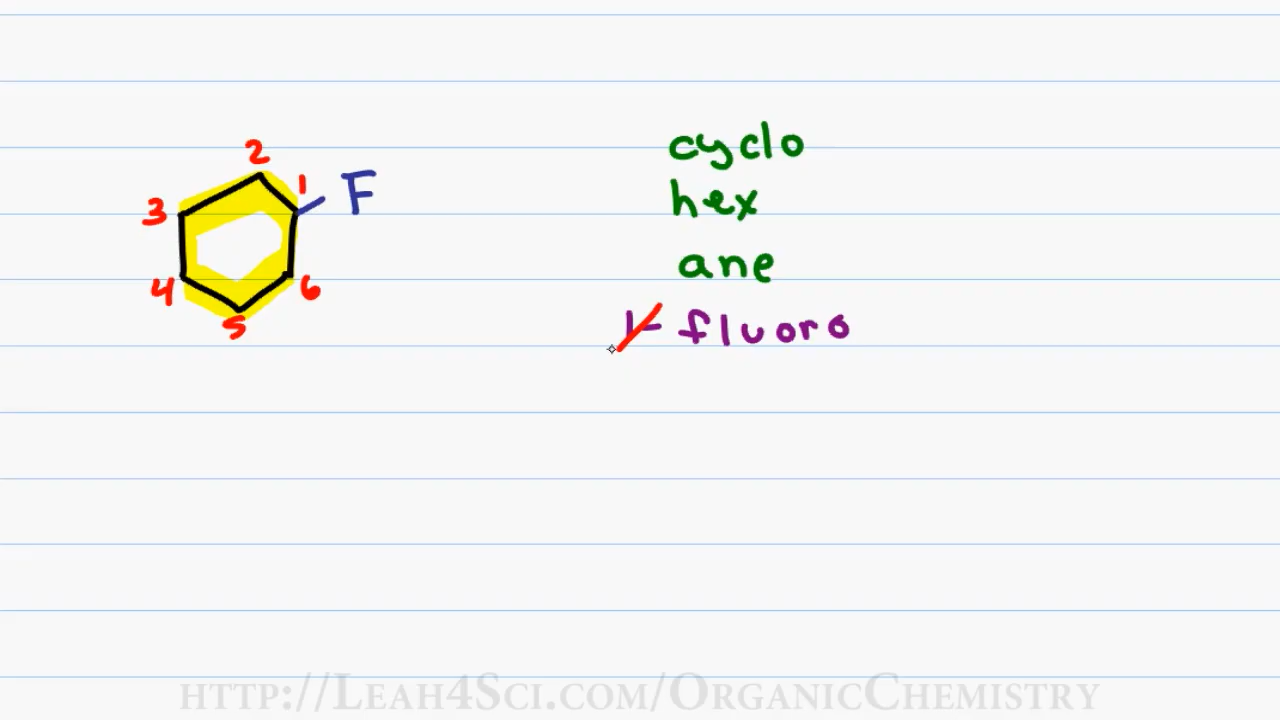 2
1
F
3
4
6
5
cyclo
hex
ane
1- fluoro
HTTP://LEAH4SCI.COM/ORGANICCHEMISTRY